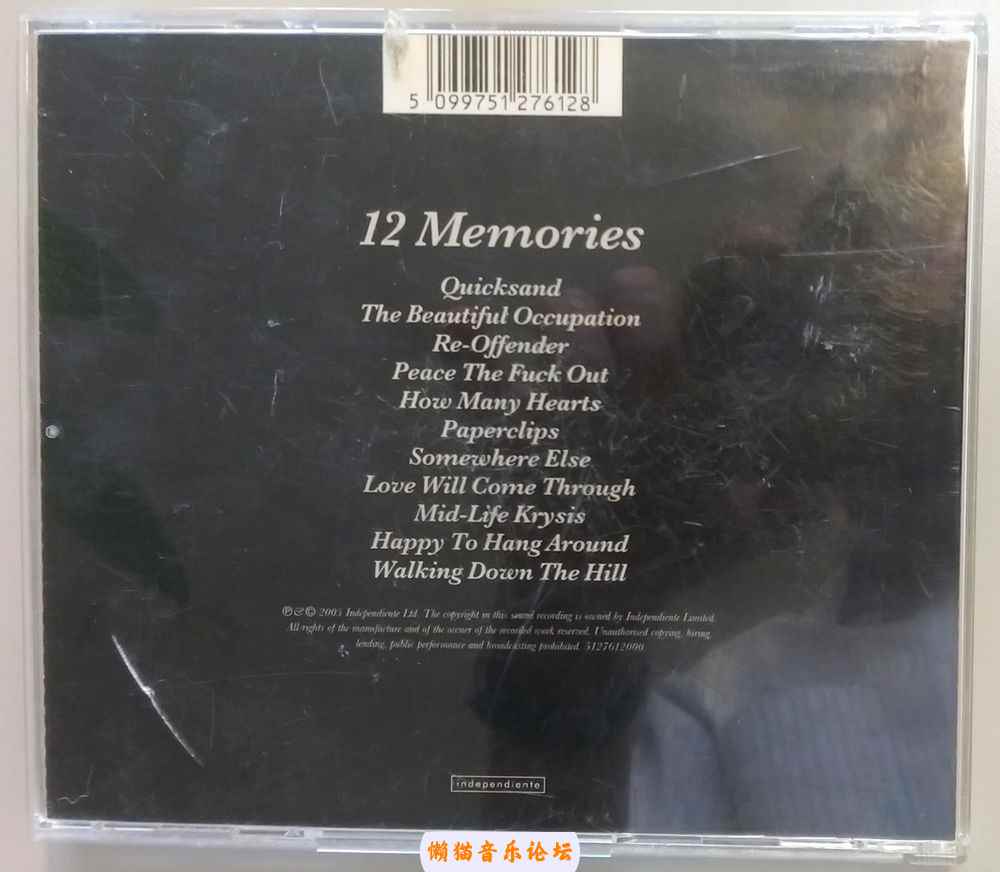 5 099751 276128
12 Memories
Quicksand
The Beautiful Occupation
Re-Offender
Peace The Fuck Out
How Many Hearts
Paperclips
Somewhere Else
Love Will Come Through
Mid-Life Krysis
Happy To Hang Around
Walking Down The Hill
℗&© 2003 Independiente Ltd. The copyright in this sound recording is owned by Independiente Limited.
All rights of the manufacturer and of the owner of the recorded work reserved. Unauthorised copying, hiring,
lending, public performance and broadcasting prohibited. 5127612000
independiente
懒猫音乐论坛